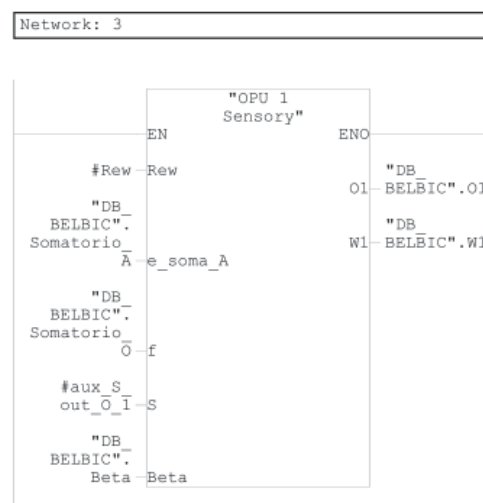 Network: 3
"OPU 1
Sensory"
EN
ENO
#Rew
Rew
"DB_
O1
BELBIC".O1
"DB_
BELBIC".
Somatorio_
A
e_soma_A
"DB_
W1
BELBIC".W1
"DB_
BELBIC".
Somatorio_
O
f
#aux_S_
out_O_1
S
"DB_
BELBIC".
Beta
Beta